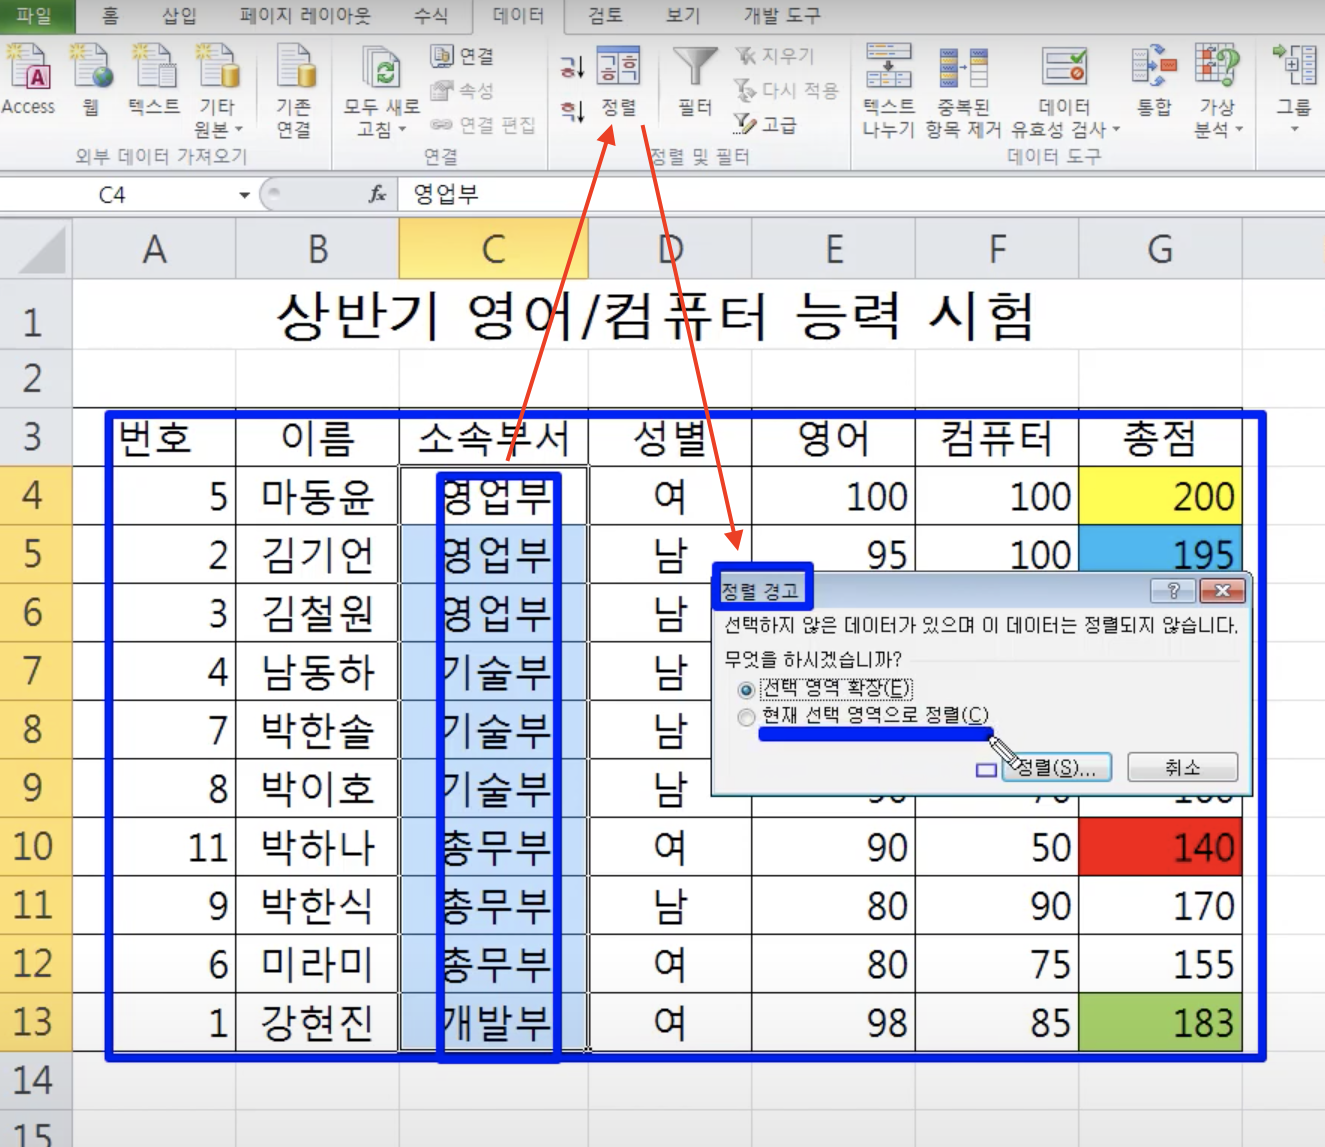 파일 홈 삽입 페이지 레이아웃 수식 데이터 검토 보기 개발 도구
Access 웹 텍스트 기타 원본 기존 연결 모두 새로 고침 연결 속성 연결 편집 정렬 필터 지우기 다시 적용 고급 텍스트 나누기 중복된 항목 제거 데이터 유효성 검사 통합 가상 분석 그룹
외부 데이터 가져오기 연결 정렬 및 필터 데이터 도구
C4 fx 영업부
A B C D E F G
1 상반기 영어/컴퓨터 능력 시험
2
3 번호 이름 소속부서 성별 영어 컴퓨터 총점
4 5 마동윤 영업부 여 100 100 200
5 2 김기언 영업부 남 95 100 195
6 3 김철원 영업부 남
7 4 남동하 기술부 남
8 7 박한솔 기술부 남
9 8 박이호 기술부 남
10 11 박하나 총무부 여 90 50 140
11 9 박한식 총무부 남 80 90 170
12 6 미라미 총무부 여 80 75 155
13 1 강현진 개발부 여 98 85 183
14
15
정렬 경고
선택하지 않은 데이터가 있으며 이 데이터는 정렬되지 않습니다.
무엇을 하시겠습니까?
선택 영역 확장(E)
현재 선택 영역으로 정렬(C)
정렬(S)... 취소